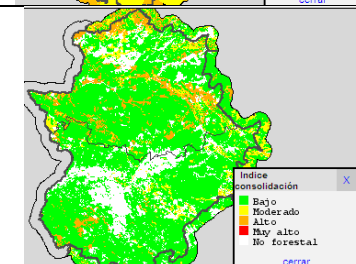 cerrar
Indice
consolidación X
Bajo
Moderado
Alto
Muy alto
No forestal
cerrar